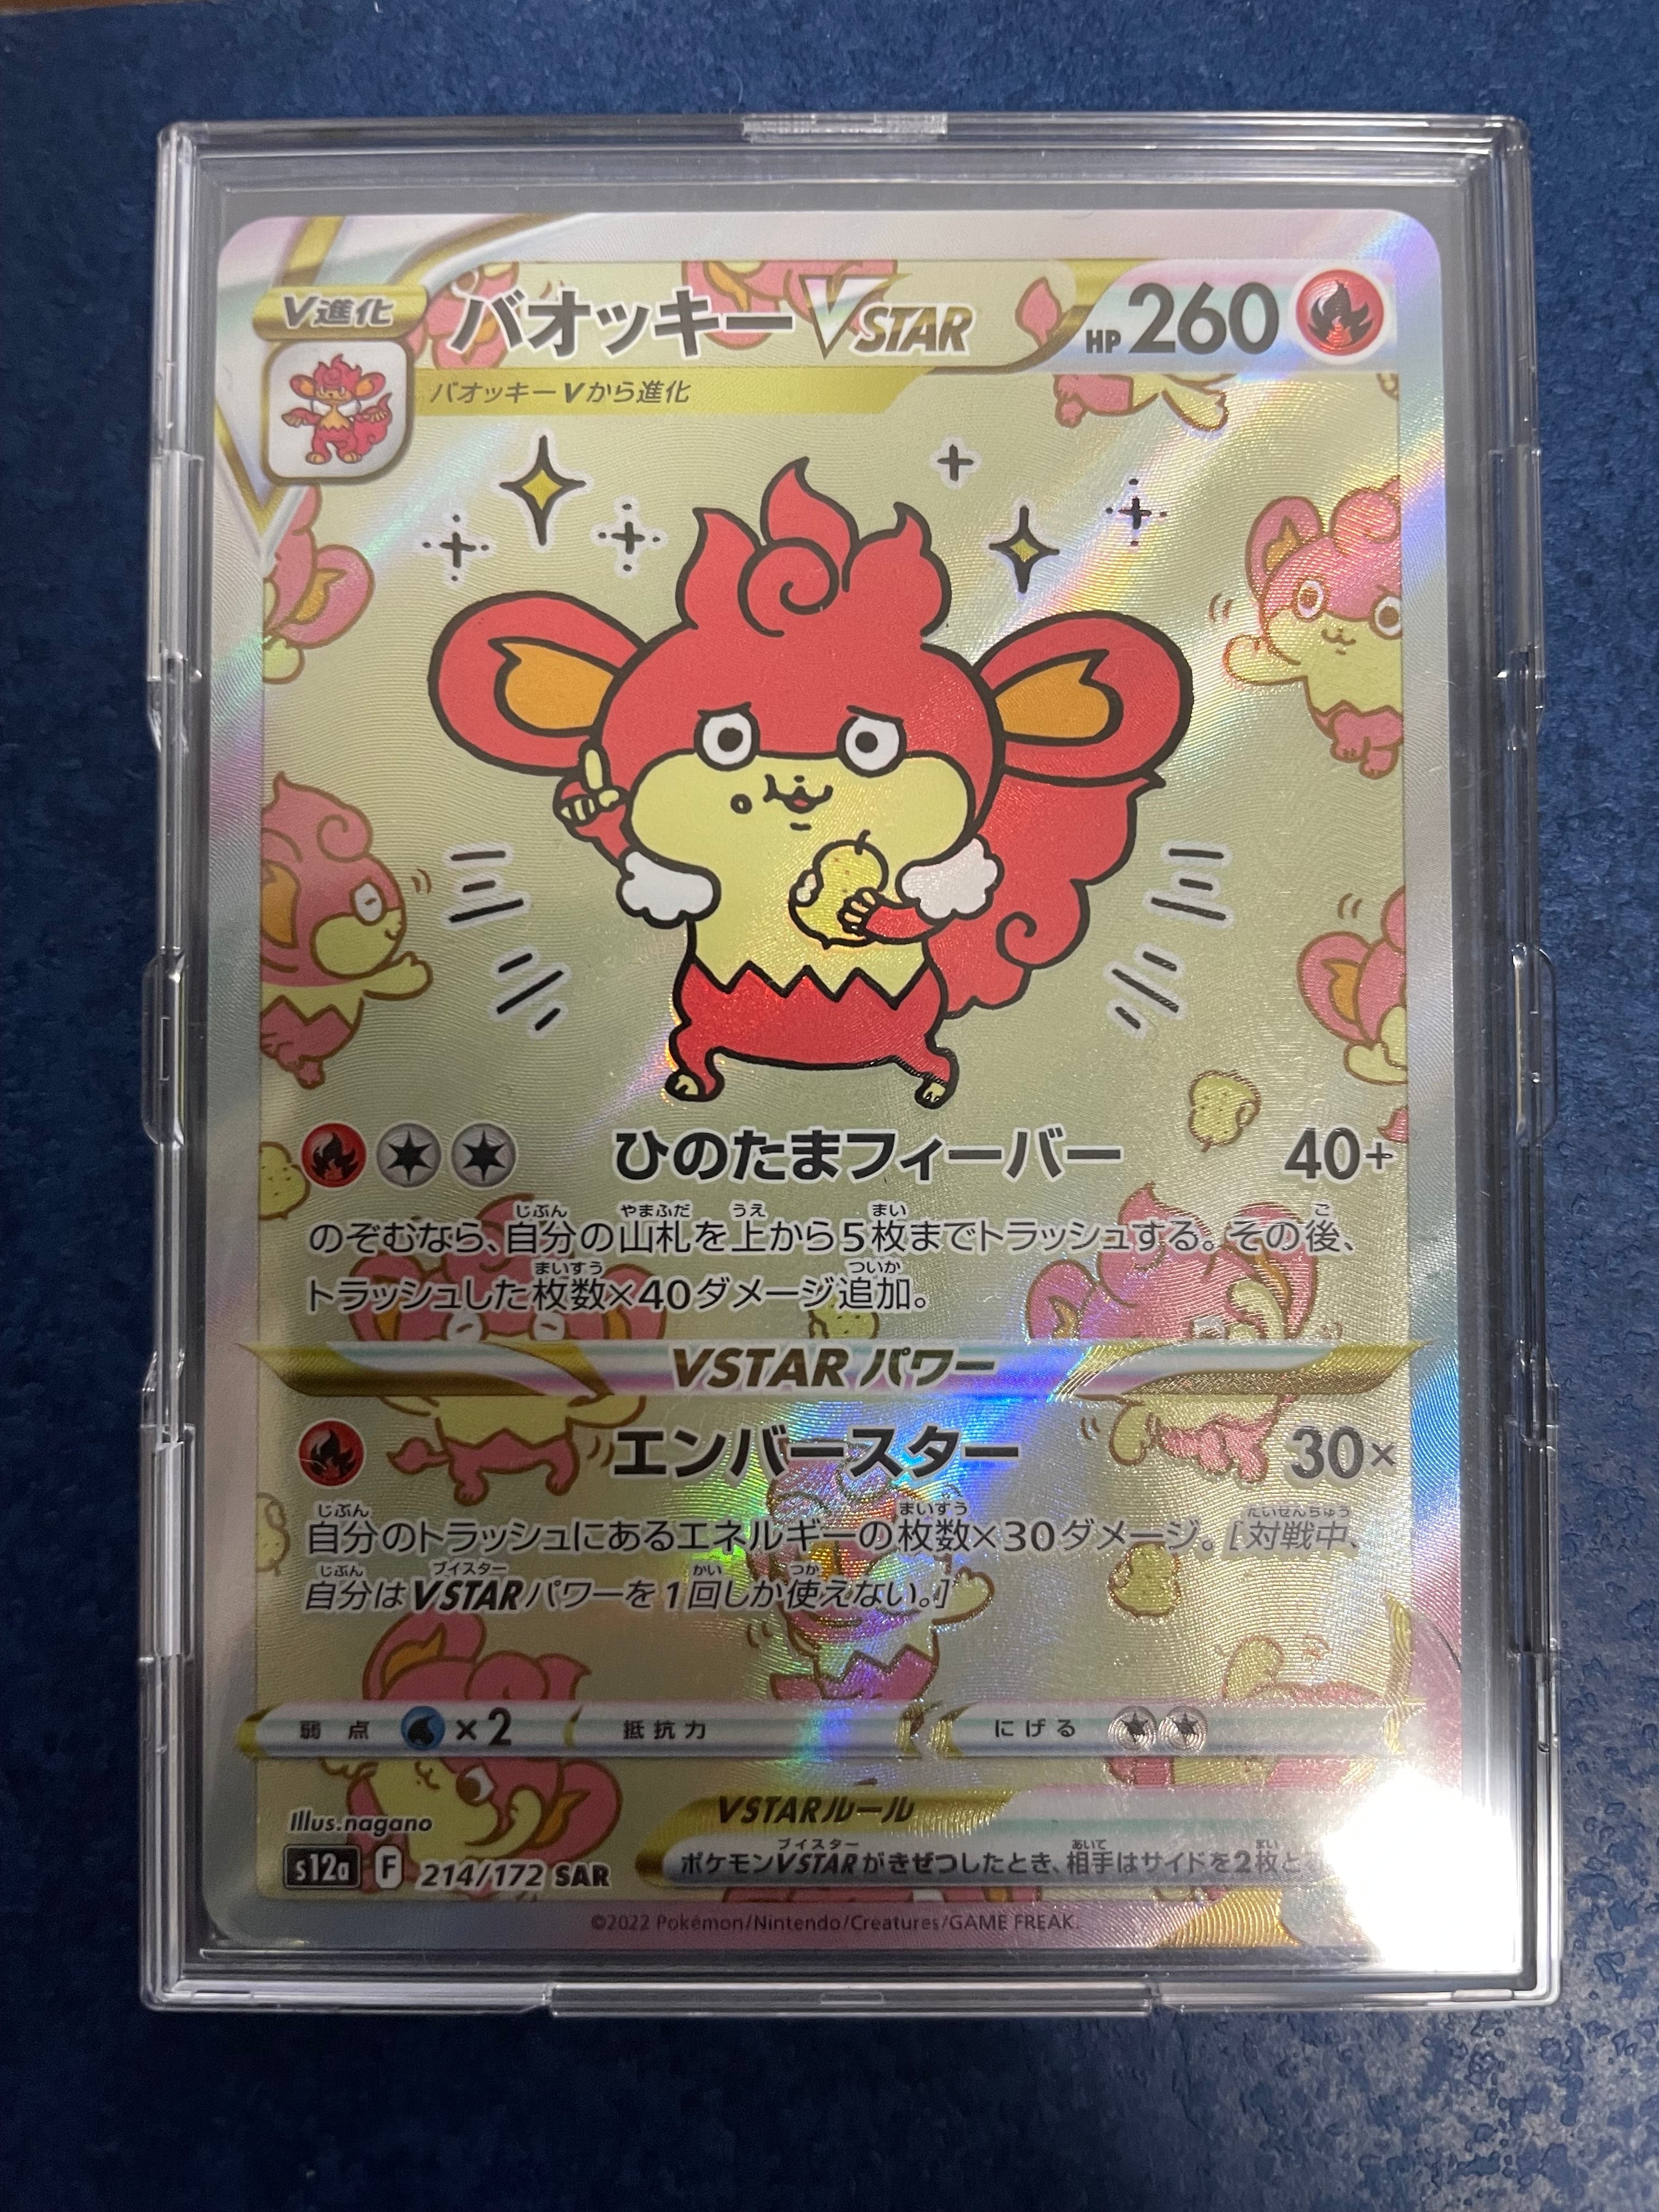 V進化
バオッキーVSTAR HP260
バオッキーVから進化
ひのたまフィーバー 40+
のぞむなら、自分の山札を上から5枚までトラッシュする。その後、
トラッシュした枚数×40ダメージ追加。
VSTARパワー
エンバースター 30×
自分のトラッシュにあるエネルギーの枚数×30ダメージ。[対戦中、
自分はVSTARパワーを1回しか使えない。]
弱点 ×2 抵抗力 にげる
Illus.nagano
VSTARルール
s12a F 214/172 SAR
ポケモンVSTARがきぜつしたとき、相手はサイドを2枚と
©2022 Pokémon/Nintendo/Creatures/GAME FREAK.